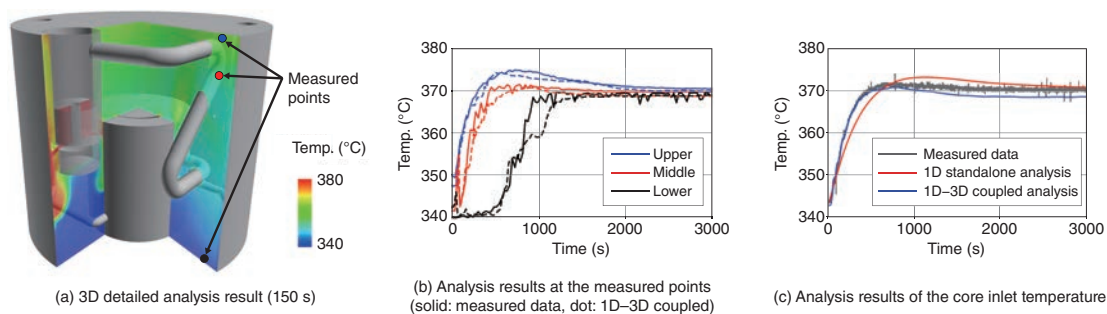 Measured
points
Temp. (°C)
380
340
(a) 3D detailed analysis result (150 s)
Temp. (°C)
380
370
360
350
340
0
1000
2000
3000
Time (s)
Upper
Middle
Lower
(b) Analysis results at the measured points
(solid: measured data, dot: 1D–3D coupled)
Temp. (°C)
380
370
360
350
340
0
1000
2000
3000
Time (s)
Measured data
1D standalone analysis
1D–3D coupled analysis
(c) Analysis results of the core inlet temperature